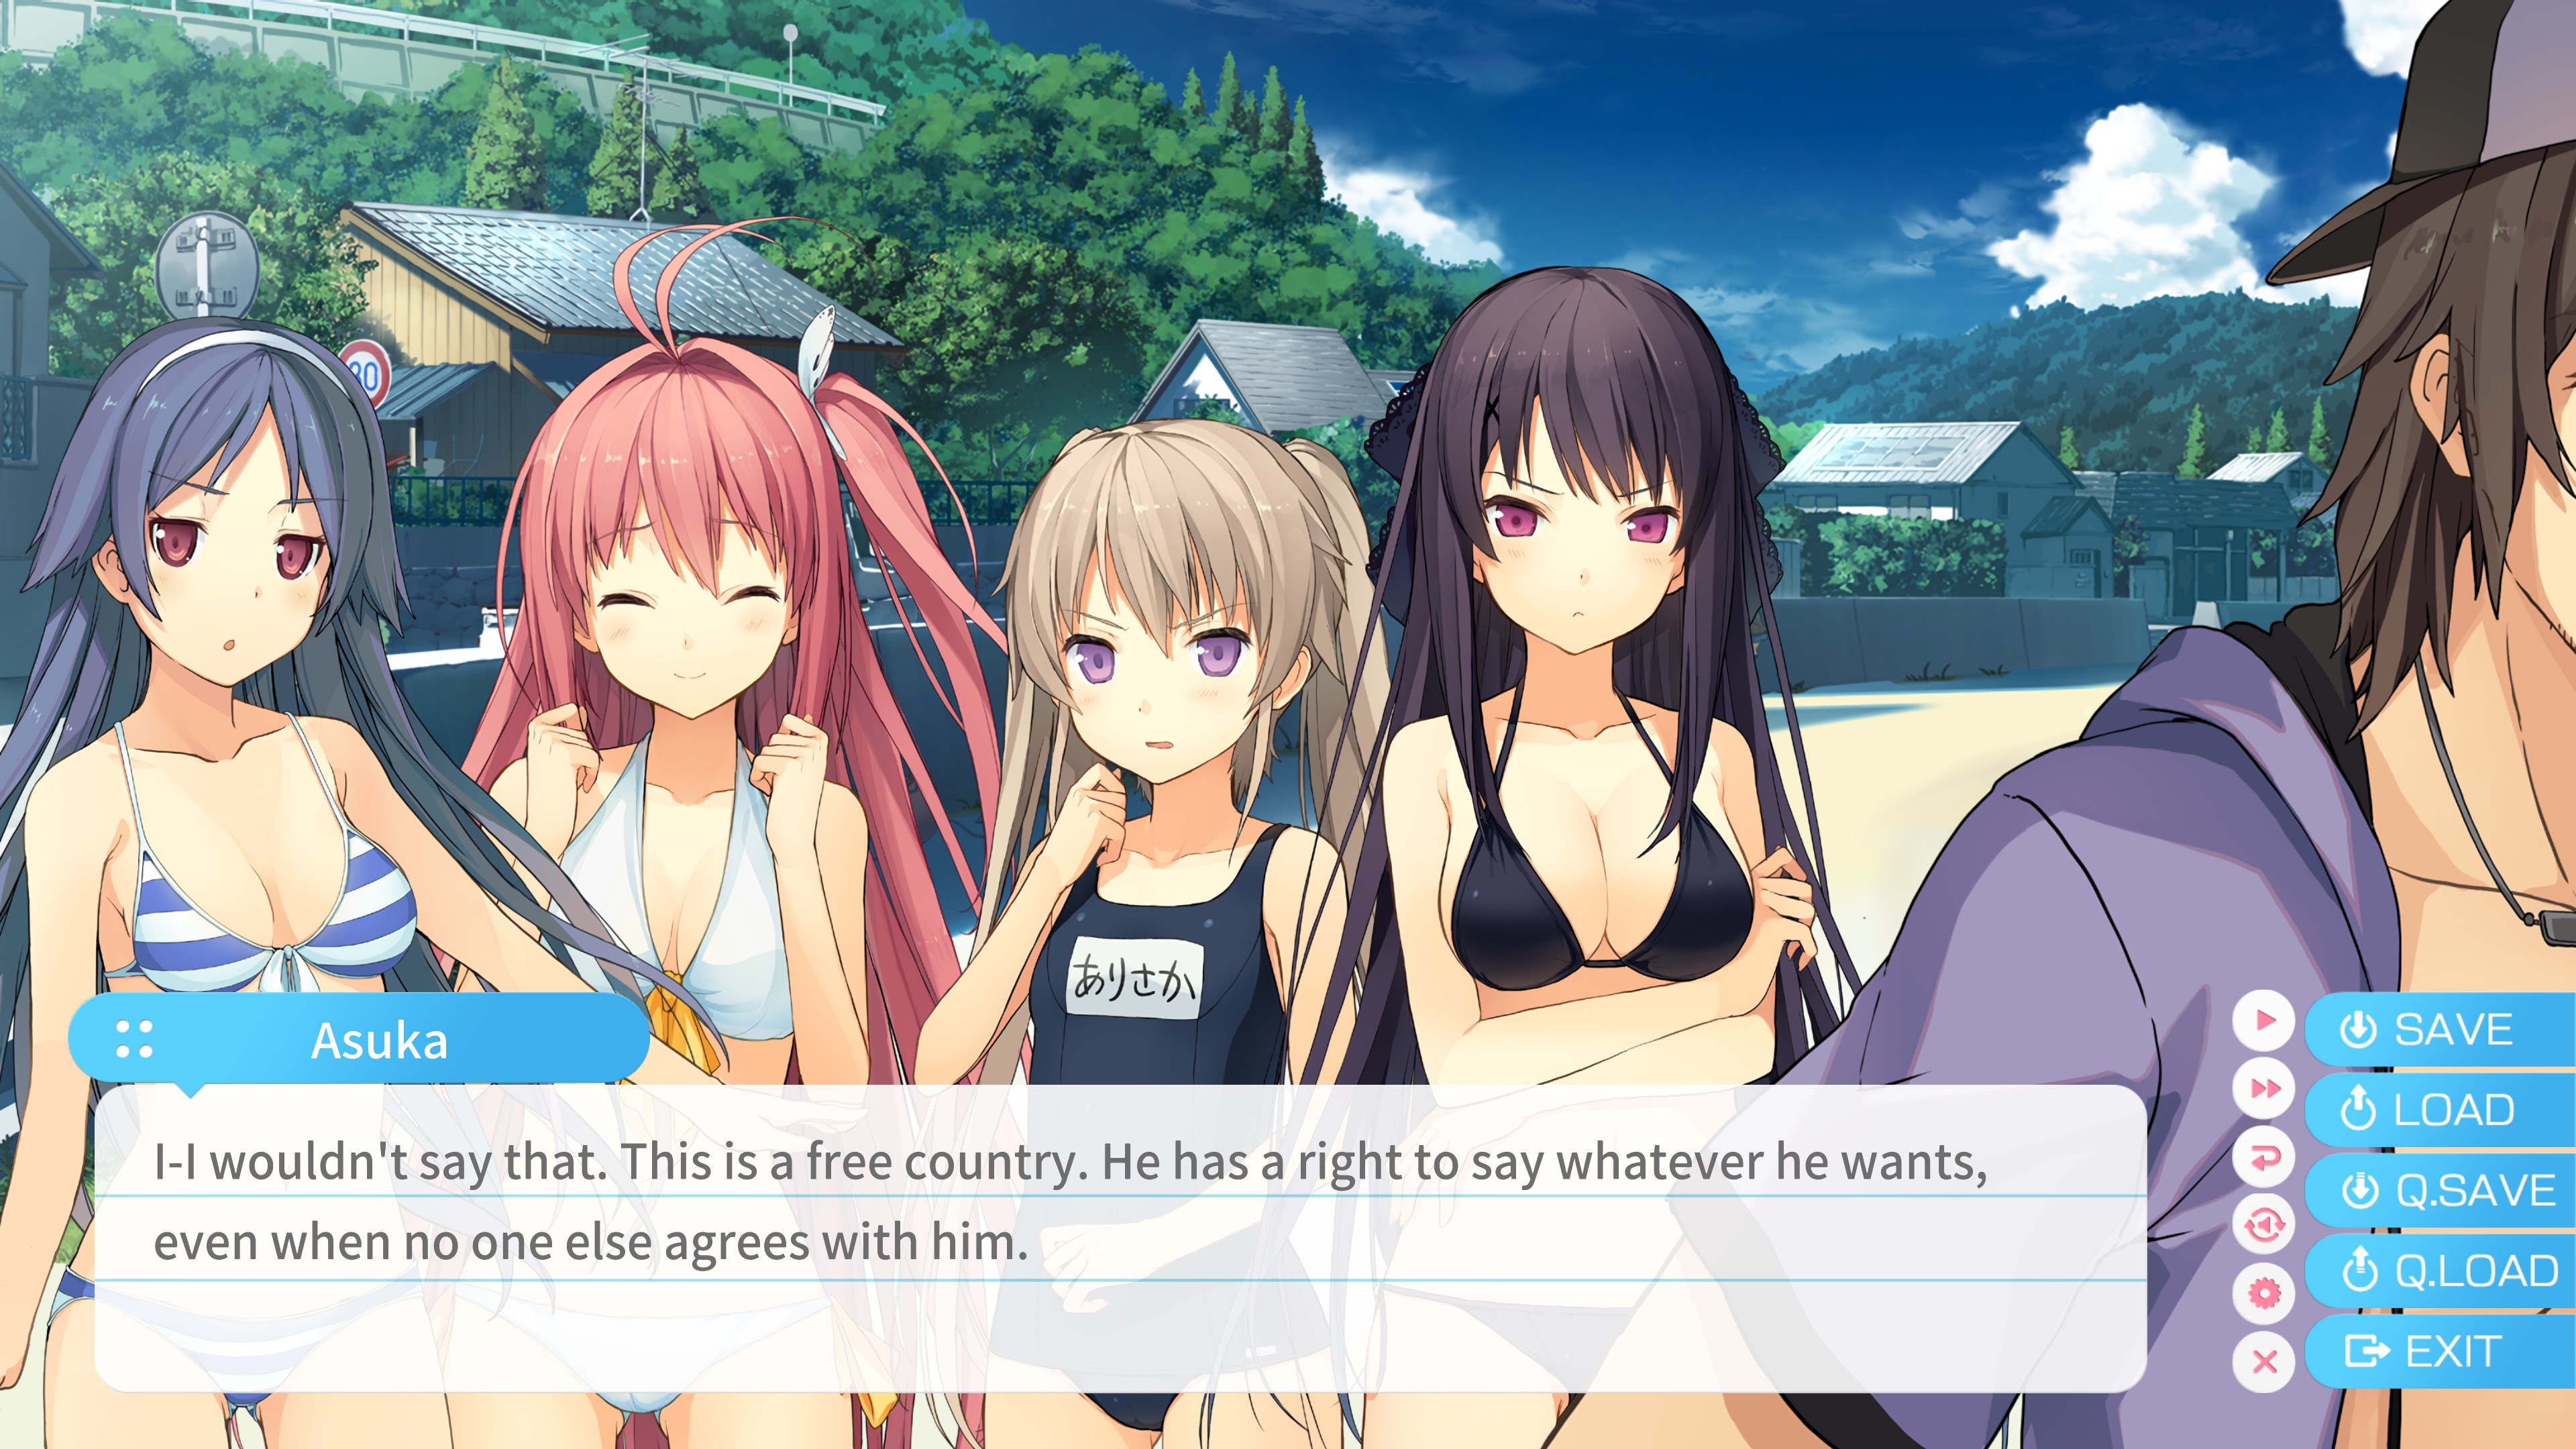 30
ありさか
Asuka
I-I wouldn't say that. This is a free country. He has a right to say whatever he wants,
even when no one else agrees with him.
SAVE
LOAD
Q.SAVE
Q.LOAD
EXIT